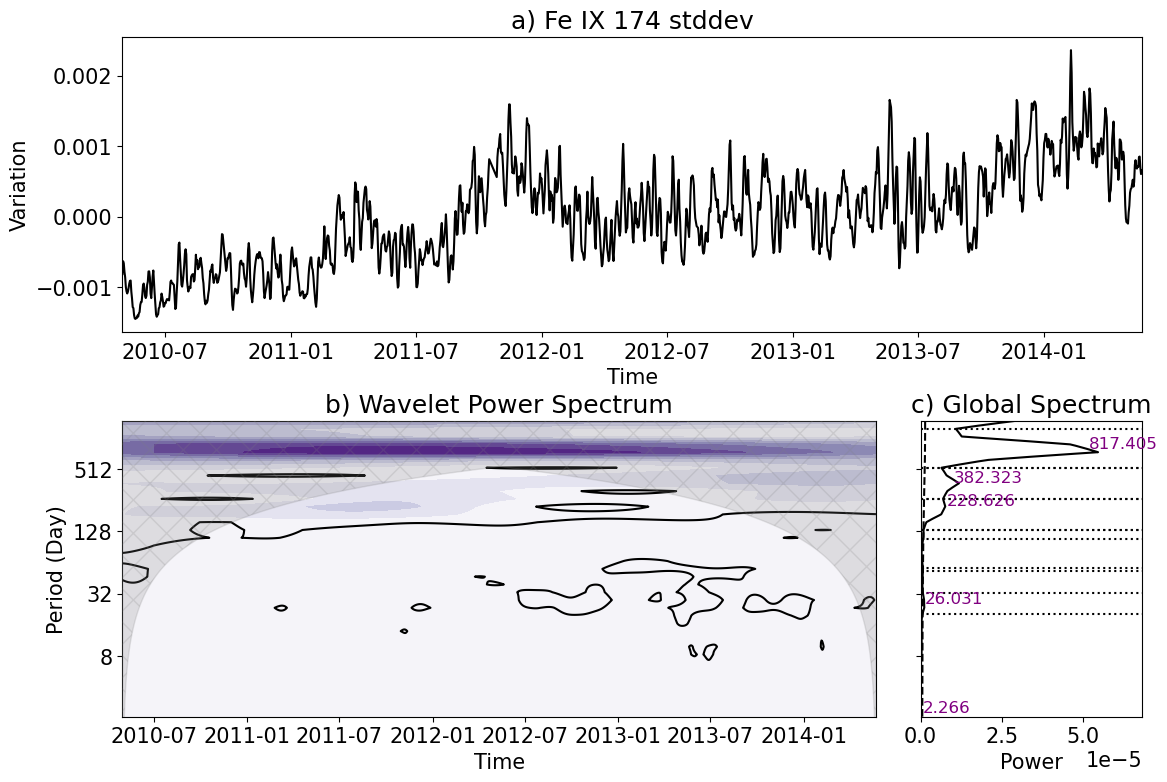 a) Fe IX 174 stddev
Variation
0.002
0.001
0.000
−0.001
2010-07 2011-01 2011-07 2012-01 2012-07 2013-01 2013-07 2014-01
Time
b) Wavelet Power Spectrum
Period (Day)
512
128
32
8
2010-07 2011-01 2011-07 2012-01 2012-07 2013-01 2013-07 2014-01
Time
c) Global Spectrum
817.405
382.323
228.626
26.031
2.266
0.0 2.5 5.0
Power 1e−5